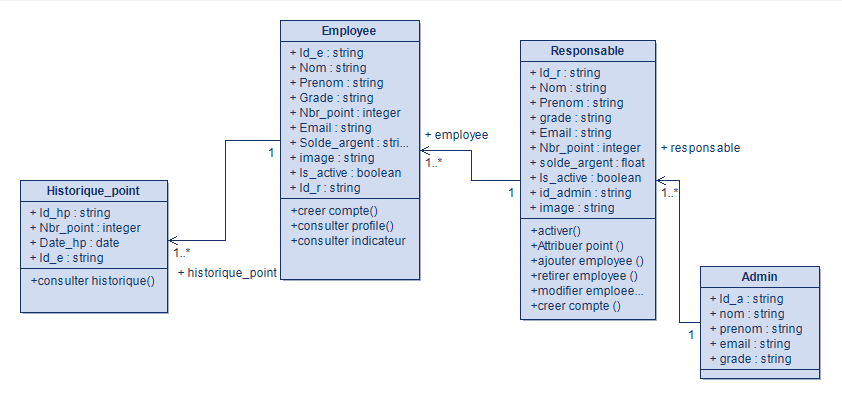 Employee
+ Id_e : string
+ Nom : string
+ Prenom : string
+ Grade : string
+ Nbr_point : integer
+ Email : string
+ Solde_argent : stri...
+ image : string
+ Is_active : boolean
+ Id_r : string
+creer compte()
+consulter profile()
+consulter indicateur
Responsable
+ Id_r : string
+ Nom : string
+ Prenom : string
+ grade : string
+ Email : string
+ Nbr_point : integer
+ solde_argent : float
+ Is_active : boolean
+ id_admin : string
+ image : string
+activer()
+Attribuer point ()
+ajouter employee ()
+retirer employee ()
+modifier emploee...
+creer compte ()
Historique_point
+ Id_hp : string
+ Nbr_point : integer
+ Date_hp : date
+ Id_e : string
+consulter historique()
Admin
+ Id_a : string
+ nom : string
+ prenom : string
+ email : string
+ grade : string
1
1..*
+ historique_point
+ employee
1..*
1
+ responsable
1..*
1